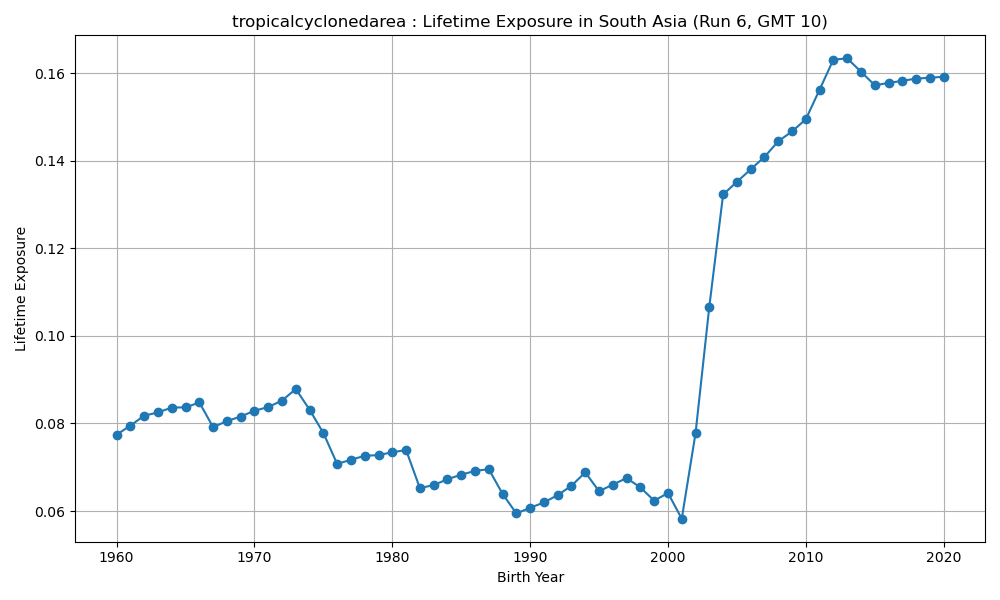 tropicalcyclonedarea : Lifetime Exposure in South Asia (Run 6, GMT 10)
Lifetime Exposure
0.16
0.14
0.12
0.10
0.08
0.06
1960 1970 1980 1990 2000 2010 2020
Birth Year